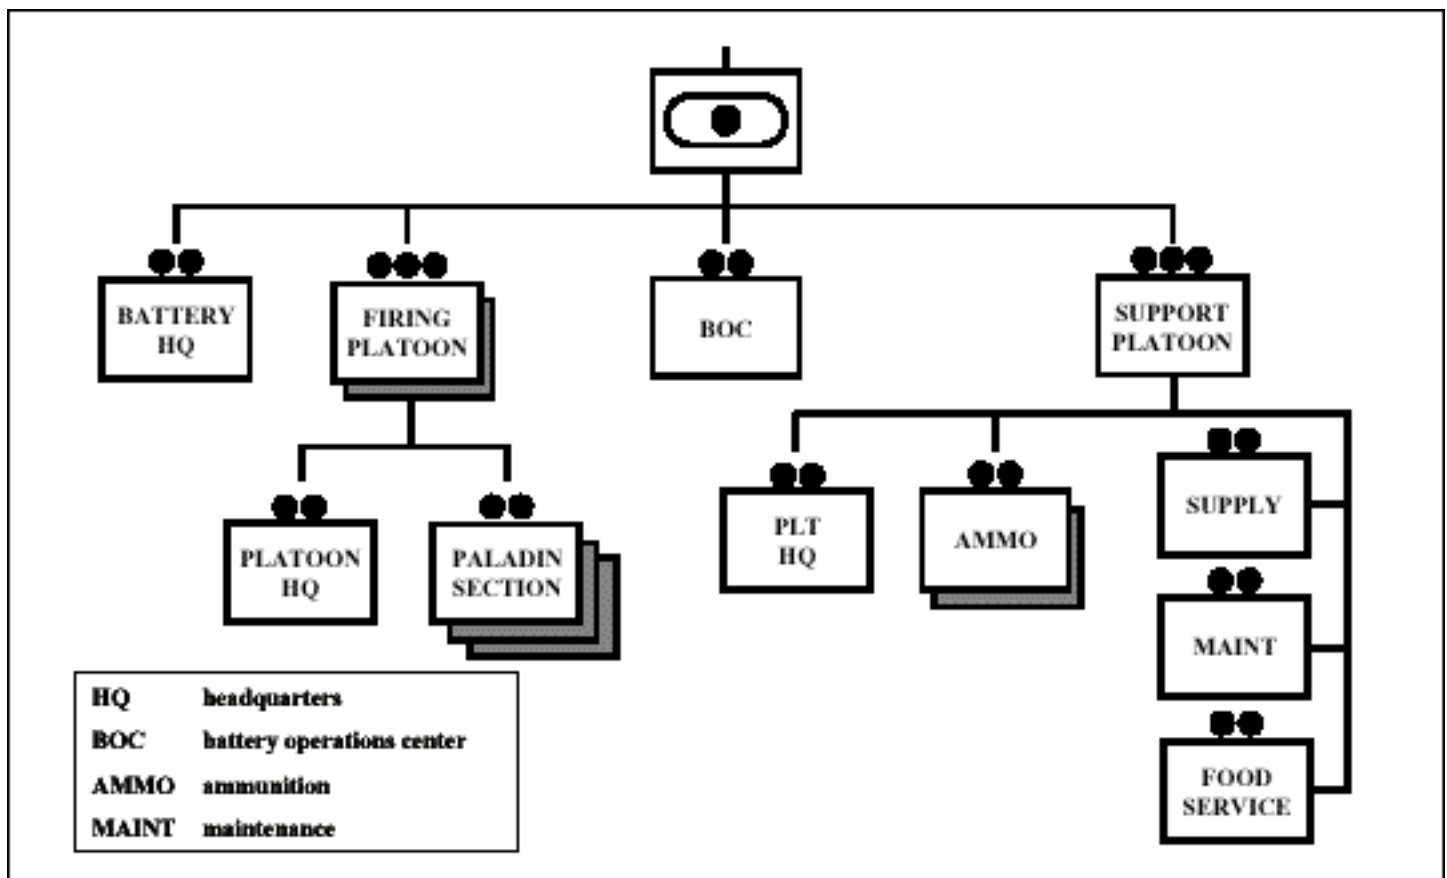 BATTERY
HQ
FIRING
PLATOON
BOC
SUPPORT
PLATOON
PLATOON
HQ
PALADIN
SECTION
PLT
HQ
AMMO
SUPPLY
MAINT
FOOD
SERVICE
HQ headquarters
BOC battery operations center
AMMO ammunition
MAINT maintenance